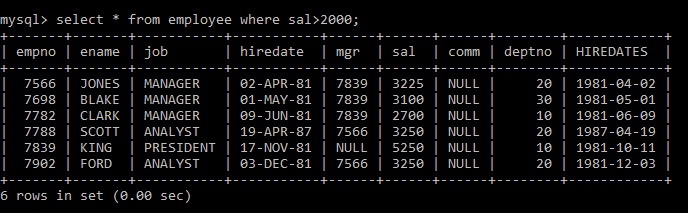 mysql> select * from employee where sal>2000;
+-------+-------+-----------+-----------+------+------+------+--------+------------+
| empno | ename | job       | hiredate  | mgr  | sal  | comm | deptno | HIREDATES  |
+-------+-------+-----------+-----------+------+------+------+--------+------------+
|  7566 | JONES | MANAGER   | 02-APR-81 | 7839 | 3225 | NULL |     20 | 1981-04-02 |
|  7698 | BLAKE | MANAGER   | 01-MAY-81 | 7839 | 3100 | NULL |     30 | 1981-05-01 |
|  7782 | CLARK | MANAGER   | 09-JUN-81 | 7839 | 2700 | NULL |     10 | 1981-06-09 |
|  7788 | SCOTT | ANALYST   | 19-APR-87 | 7566 | 3250 | NULL |     20 | 1987-04-19 |
|  7839 | KING  | PRESIDENT | 17-NOV-81 | NULL | 5250 | NULL |     10 | 1981-10-11 |
|  7902 | FORD  | ANALYST   | 03-DEC-81 | 7566 | 3250 | NULL |     20 | 1981-12-03 |
+-------+-------+-----------+-----------+------+------+------+--------+------------+
6 rows in set (0.00 sec)